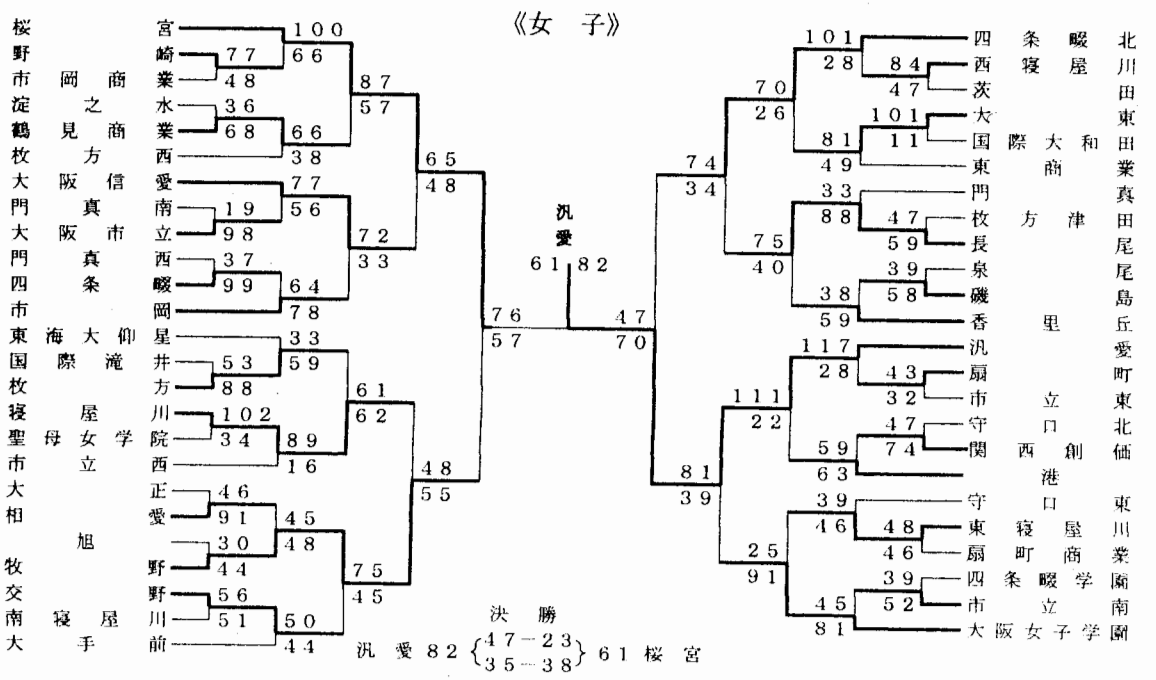 《女 子》
桜宮
野崎
市岡商業
淀之水
鶴見商業
枚方西
大阪信愛
門真南
大阪市立
門真西
四条畷
市岡
東海大仰星
国際滝井
枚方
寝屋川
聖母女学院
市立西
大正
相愛
旭
牧野
交野
南寝屋川
大手前
100
66
77
48
36
68
66
38
87
57
77
56
19
98
37
99
64
78
72
33
65
48
33
59
53
88
102
34
89
16
61
62
46
91
30
44
45
48
56
51
50
44
75
45
48
55
76
57
汎愛
61 82
47
70
四条畷北
西寝屋川
茨田
大東
国際大和田
東商業
門真
枚方津田
長尾
泉尾
磯島
香里丘
汎愛
扇町
市立東
守口北
関西創価
港
守口東
東寝屋川
扇町商業
四条畷学園
市立南
大阪女子学園
101
28
84
47
101
11
81
49
70
26
33
88
47
59
39
58
38
59
75
40
74
34
117
28
43
32
47
74
59
63
111
22
39
46
48
46
39
52
45
81
25
91
81
39
決勝
汎愛 82 {47-23 35-38} 61 桜宮